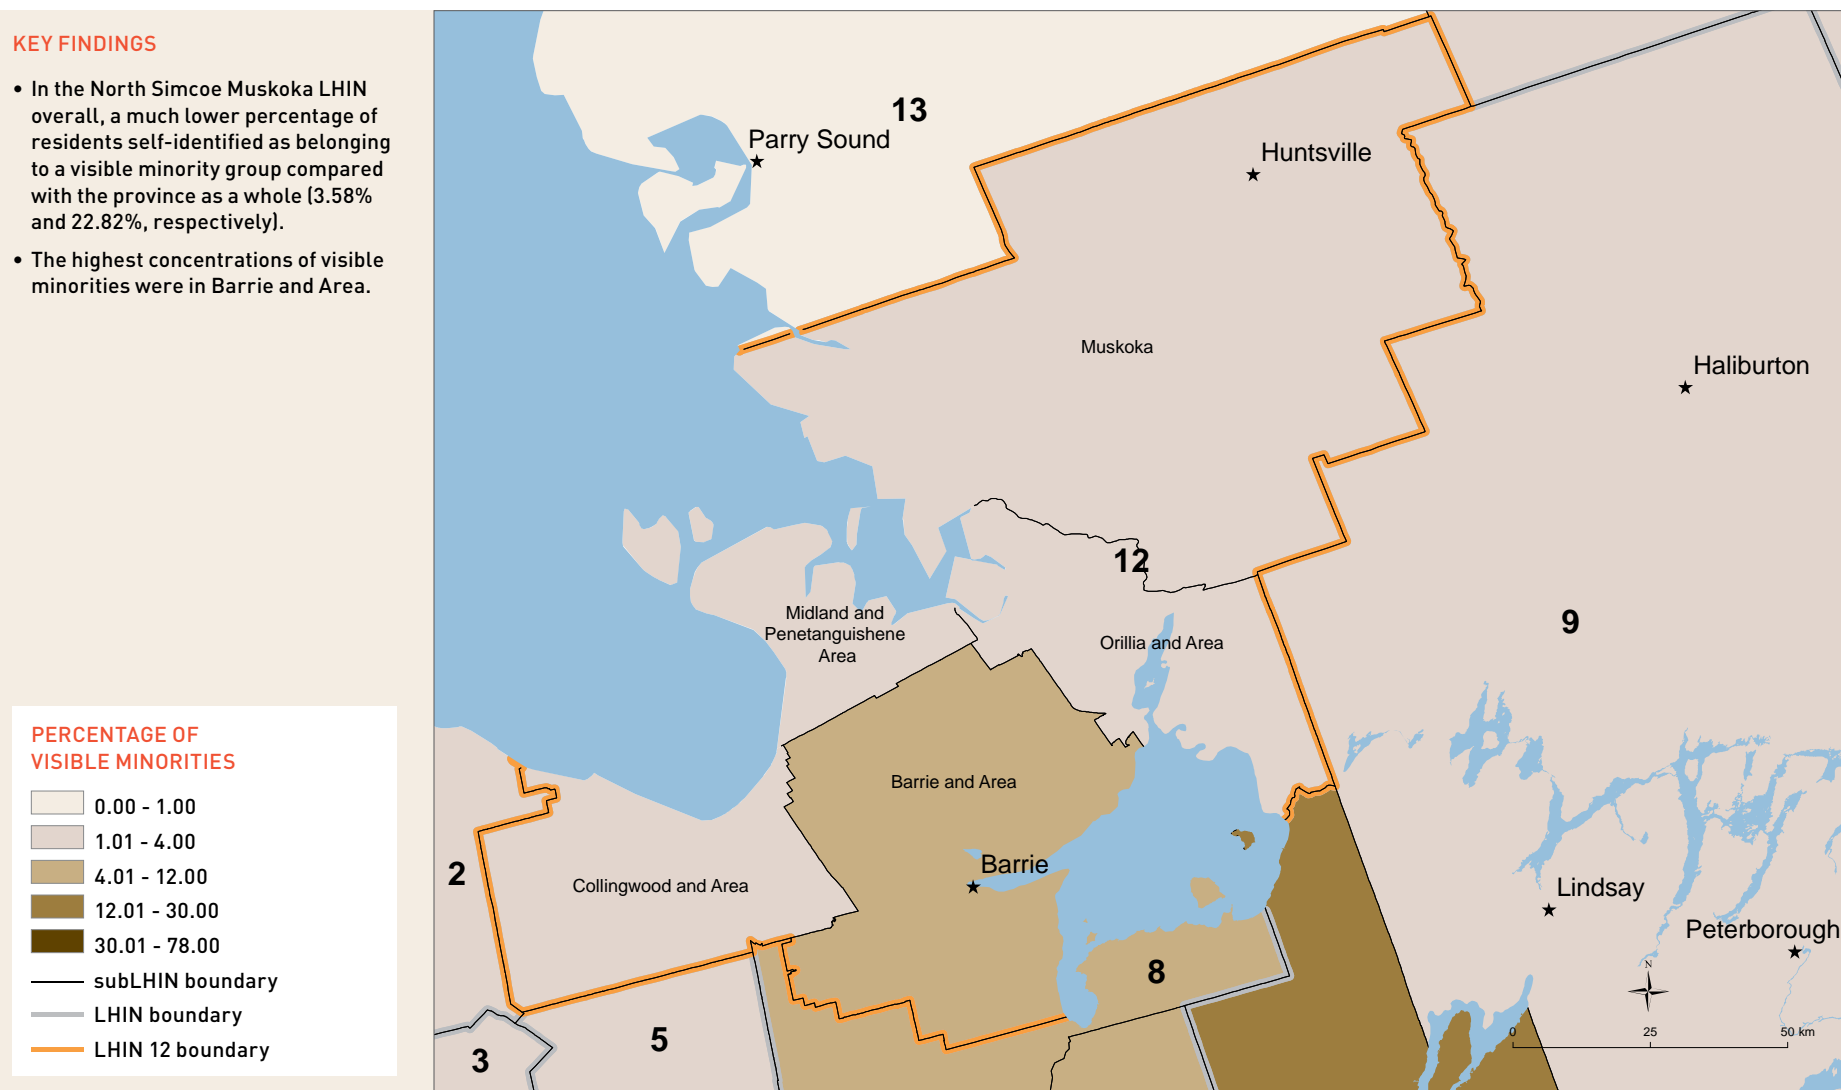 KEY FINDINGS
• In the North Simcoe Muskoka LHIN
overall, a much lower percentage of
residents self-identified as belonging
to a visible minority group compared
with the province as a whole (3.58%
and 22.82%, respectively).
• The highest concentrations of visible
minorities were in Barrie and Area.
PERCENTAGE OF
VISIBLE MINORITIES
0.00 - 1.00
1.01 - 4.00
4.01 - 12.00
12.01 - 30.00
30.01 - 78.00
subLHIN boundary
LHIN boundary
LHIN 12 boundary
13
Parry Sound
Huntsville
Muskoka
Haliburton
12
Midland and
Penetanguishene
Area
Orillia and Area
9
Barrie and Area
Barrie
2
Collingwood and Area
Lindsay
Peterborough
8
N
0 25 50 km
5
3